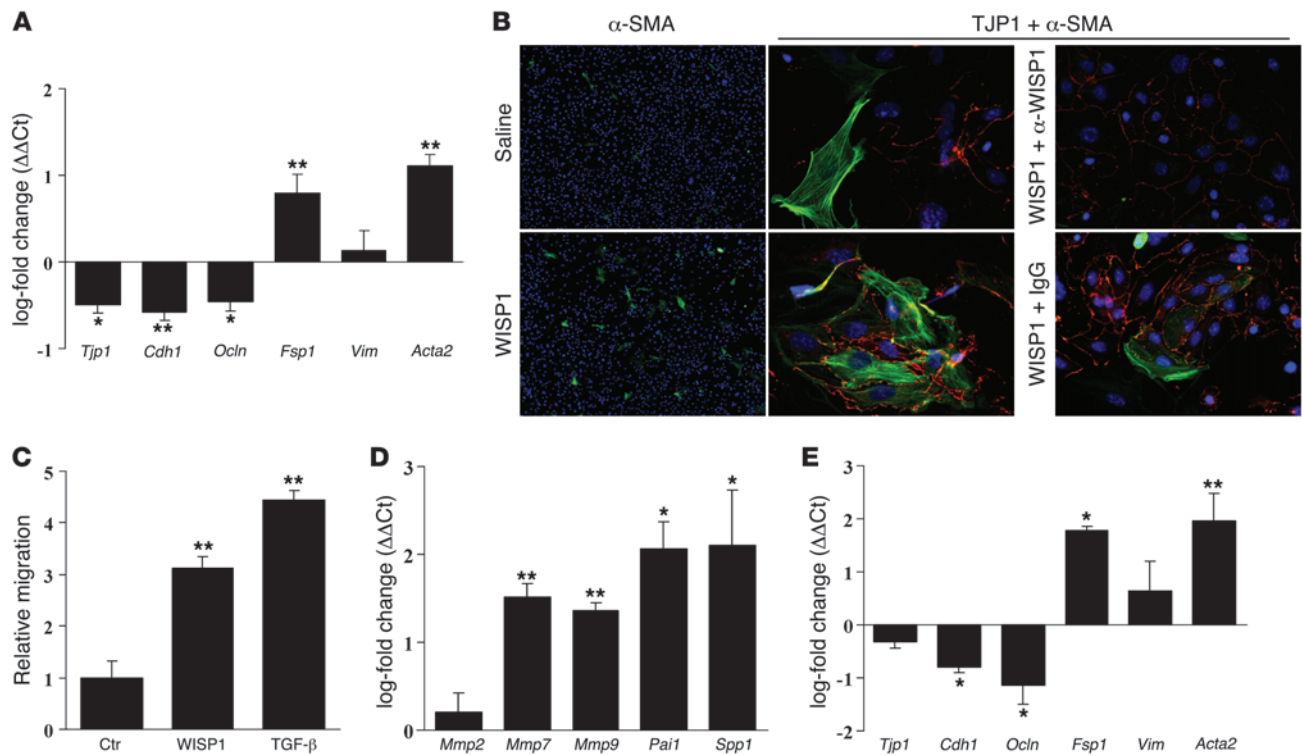 A
log-fold change (ΔΔCt)
2
1
0
-1
*
**
*
**
**
Tjp1 Cdh1 Ocln Fsp1 Vim Acta2
B
α-SMA
TJP1 + α-SMA
Saline
WISP1
WISP1 + α-WISP1
WISP1 + IgG
C
Relative migration
5
4
3
2
1
0
**
**
Ctr WISP1 TGF-β
D
log-fold change (ΔΔCt)
3
2
1
0
**
**
*
*
Mmp2 Mmp7 Mmp9 Pai1 Spp1
E
log-fold change (ΔΔCt)
3
2
1
0
-1
-2
*
*
*
**
Tjp1 Cdh1 Ocln Fsp1 Vim Acta2